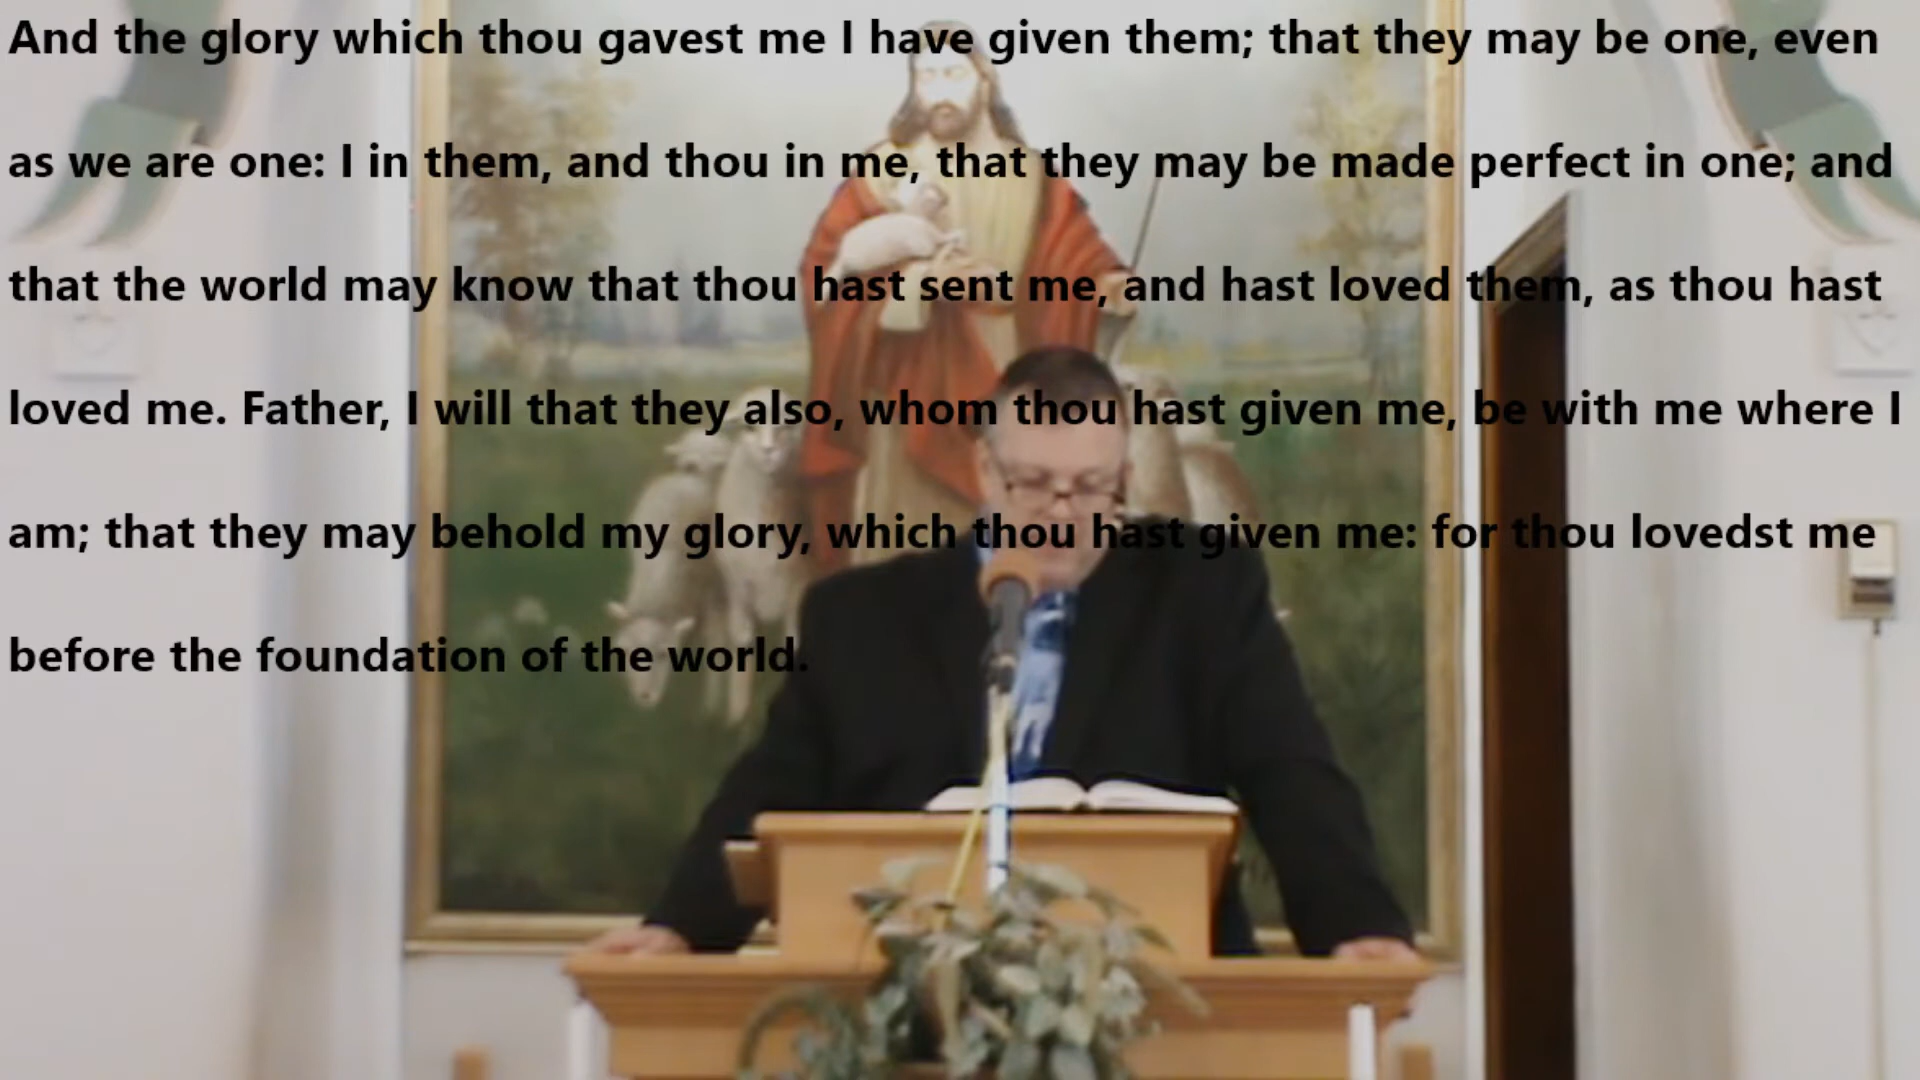 And the glory which thou gavest me I have given them; that they may be one, even
as we are one: I in them, and thou in me, that they may be made perfect in one; and
that the world may know that thou hast sent me, and hast loved them, as thou hast
loved me. Father, I will that they also, whom thou hast given me, be with me where I
am; that they may behold my glory, which thou hast given me: for thou lovedst me
before the foundation of the world.